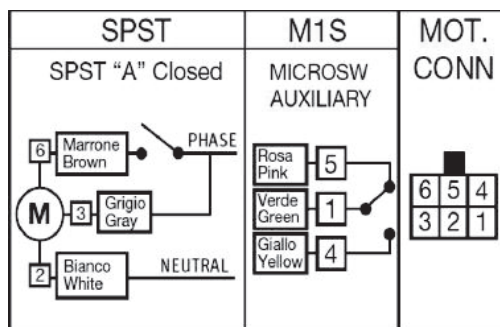 SPST
M1S
MOT.
CONN
SPST "A" Closed
MICROSW
AUXILIARY
6
Marrone
Brown
PHASE
M
3
Grigio
Gray
2
Bianco
White
NEUTRAL
Rosa
Pink
5
Verde
Green
1
Giallo
Yellow
4
6 5 4
3 2 1